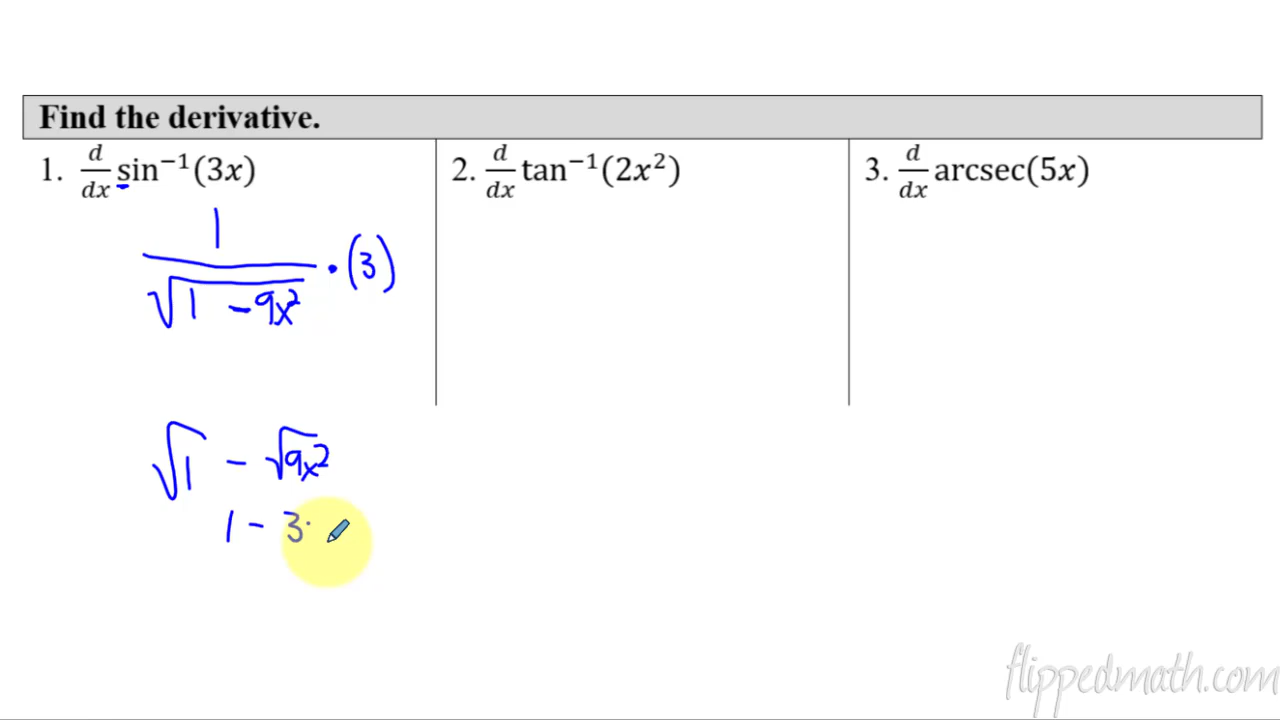 Find the derivative.
1. d/dx sin⁻¹(3x)
1/√(1 − 9x²) · (3)
√1 − √9x²
1 − 3
2. d/dx tan⁻¹(2x²)
3. d/dx arcsec(5x)
flippedmath.com